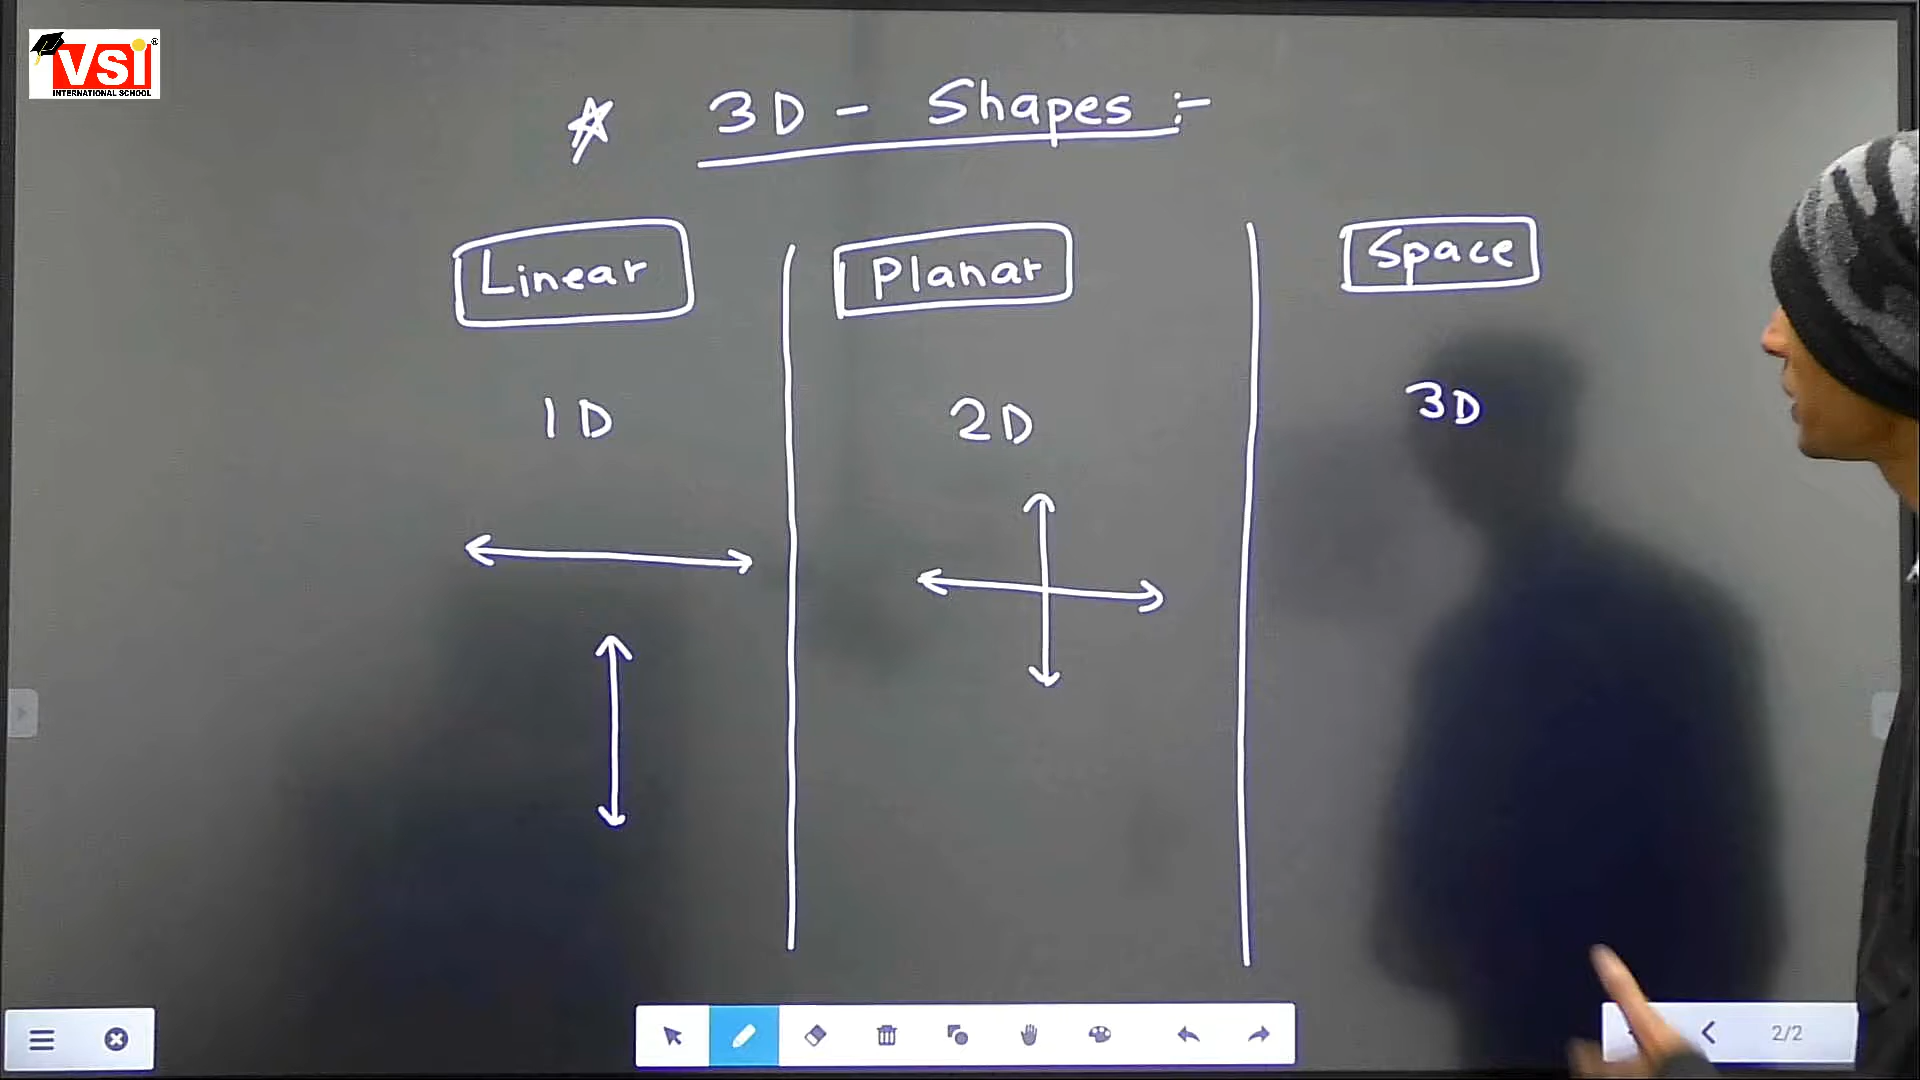 VSI®
INTERNATIONAL SCHOOL
3D - Shapes :-
Linear
Planar
Space
1D
2D
3D
2/2